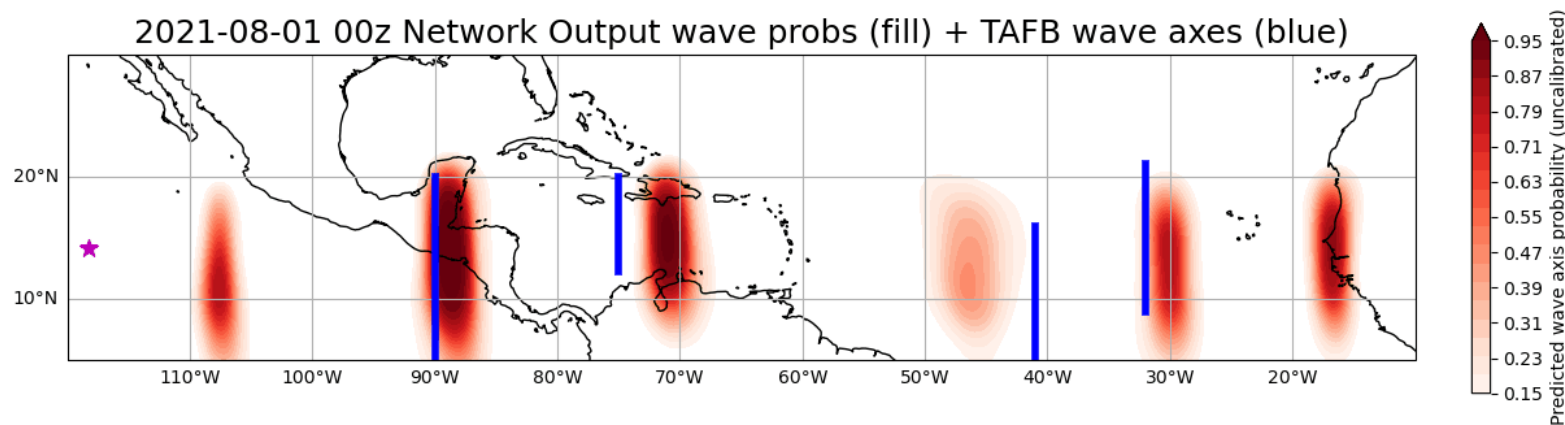 2021-08-01 00z Network Output wave probs (fill) + TAFB wave axes (blue)
20°N
10°N
110°W 100°W 90°W 80°W 70°W 60°W 50°W 40°W 30°W 20°W
0.95
0.87
0.79
0.71
0.63
0.55
0.47
0.39
0.31
0.23
0.15
Predicted wave axis probability (uncalibrated)